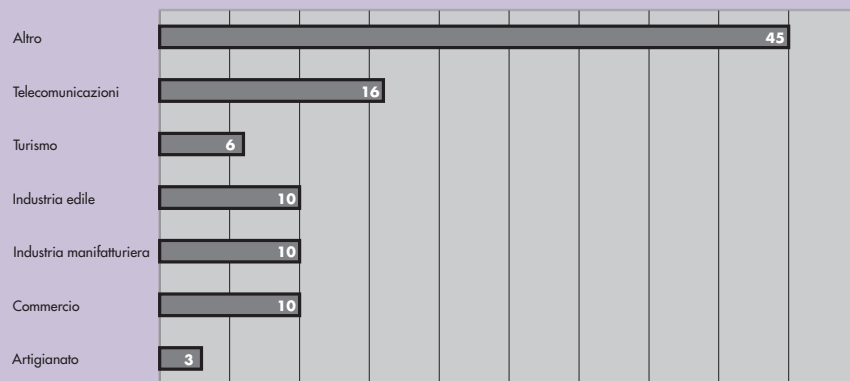 Altro 45
Telecomunicazioni 16
Turismo 6
Industria edile 10
Industria manifatturiera 10
Commercio 10
Artigianato 3